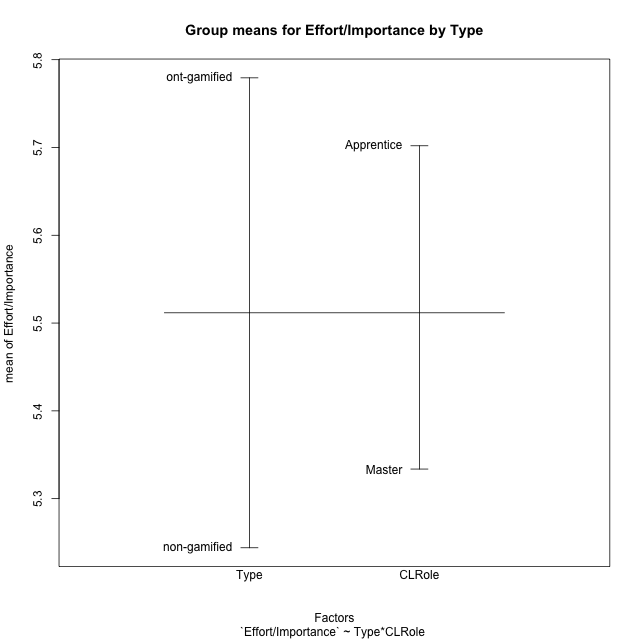 Group means for Effort/Importance by Type
mean of Effort/Importance
5.8
5.7
5.6
5.5
5.4
5.3
ont-gamified
Apprentice
Master
non-gamified
Type
CLRole
Factors
`Effort/Importance` ~ Type*CLRole